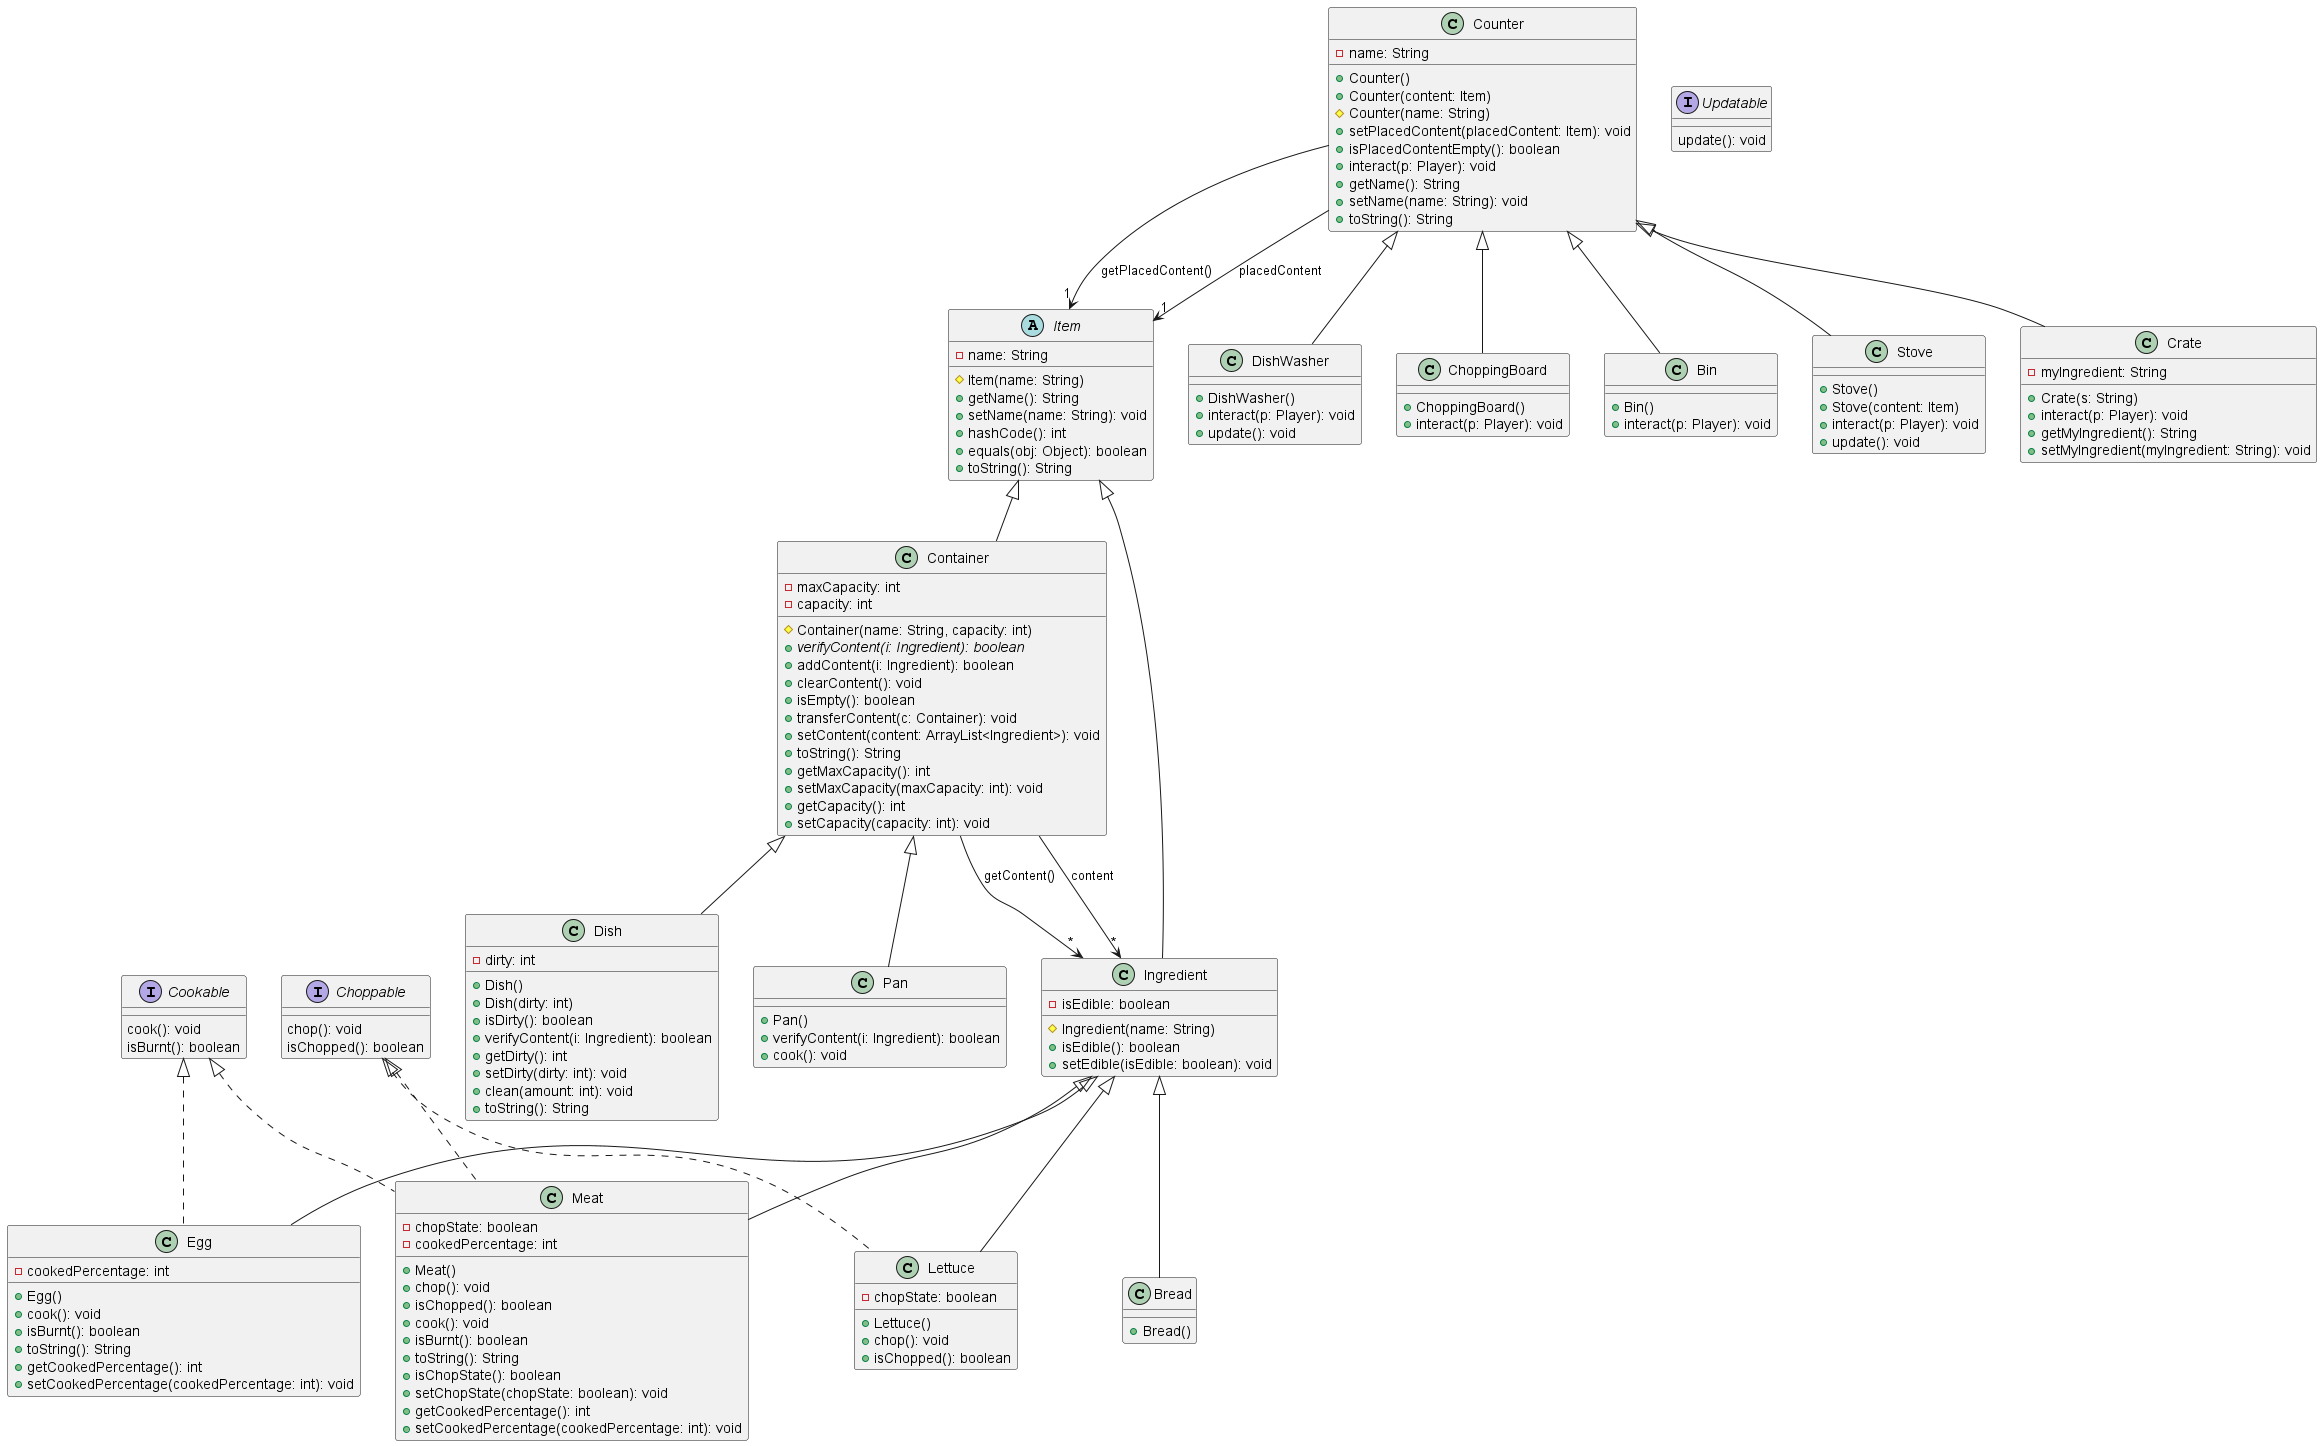 C Counter
name: String
Counter()
Counter(content: Item)
Counter(name: String)
setPlacedContent(placedContent: Item): void
isPlacedContentEmpty(): boolean
interact(p: Player): void
getName(): String
setName(name: String): void
toString(): String
I Updatable
update(): void
getPlacedContent()
placedContent
1
1
A Item
name: String
Item(name: String)
getName(): String
setName(name: String): void
hashCode(): int
equals(obj: Object): boolean
toString(): String
C DishWasher
DishWasher()
interact(p: Player): void
update(): void
C ChoppingBoard
ChoppingBoard()
interact(p: Player): void
C Bin
Bin()
interact(p: Player): void
C Stove
Stove()
Stove(content: Item)
interact(p: Player): void
update(): void
C Crate
myIngredient: String
Crate(s: String)
interact(p: Player): void
getMyIngredient(): String
setMyIngredient(myIngredient: String): void
C Container
maxCapacity: int
capacity: int
Container(name: String, capacity: int)
verifyContent(i: Ingredient): boolean
addContent(i: Ingredient): boolean
clearContent(): void
isEmpty(): boolean
transferContent(c: Container): void
setContent(content: ArrayList<Ingredient>): void
toString(): String
getMaxCapacity(): int
setMaxCapacity(maxCapacity: int): void
getCapacity(): int
setCapacity(capacity: int): void
getContent()
content
*
*
I Cookable
cook(): void
isBurnt(): boolean
I Choppable
chop(): void
isChopped(): boolean
C Dish
dirty: int
Dish()
Dish(dirty: int)
isDirty(): boolean
verifyContent(i: Ingredient): boolean
getDirty(): int
setDirty(dirty: int): void
clean(amount: int): void
toString(): String
C Pan
Pan()
verifyContent(i: Ingredient): boolean
cook(): void
C Ingredient
isEdible: boolean
Ingredient(name: String)
isEdible(): boolean
setEdible(isEdible: boolean): void
C Egg
cookedPercentage: int
Egg()
cook(): void
isBurnt(): boolean
toString(): String
getCookedPercentage(): int
setCookedPercentage(cookedPercentage: int): void
C Meat
chopState: boolean
cookedPercentage: int
Meat()
chop(): void
isChopped(): boolean
cook(): void
isBurnt(): boolean
toString(): String
isChopState(): boolean
setChopState(chopState: boolean): void
getCookedPercentage(): int
setCookedPercentage(cookedPercentage: int): void
C Lettuce
chopState: boolean
Lettuce()
chop(): void
isChopped(): boolean
C Bread
Bread()